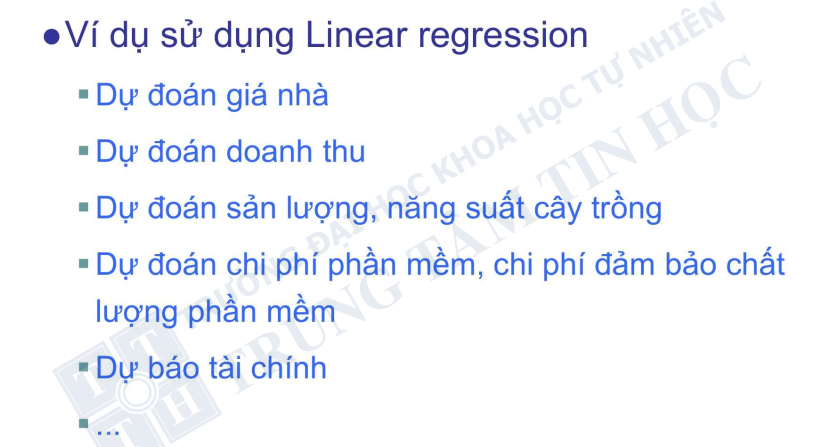 ●Ví dụ sử dụng Linear regression
▪Dự đoán giá nhà
▪Dự đoán doanh thu
▪Dự đoán sản lượng, năng suất cây trồng
▪Dự đoán chi phí phần mềm, chi phí đảm bảo chất
lượng phần mềm
▪Dự báo tài chính
▪...
TRƯỜNG ĐẠI HỌC KHOA HỌC TỰ NHIÊN
TRUNG TÂM TIN HỌC
T T
T H